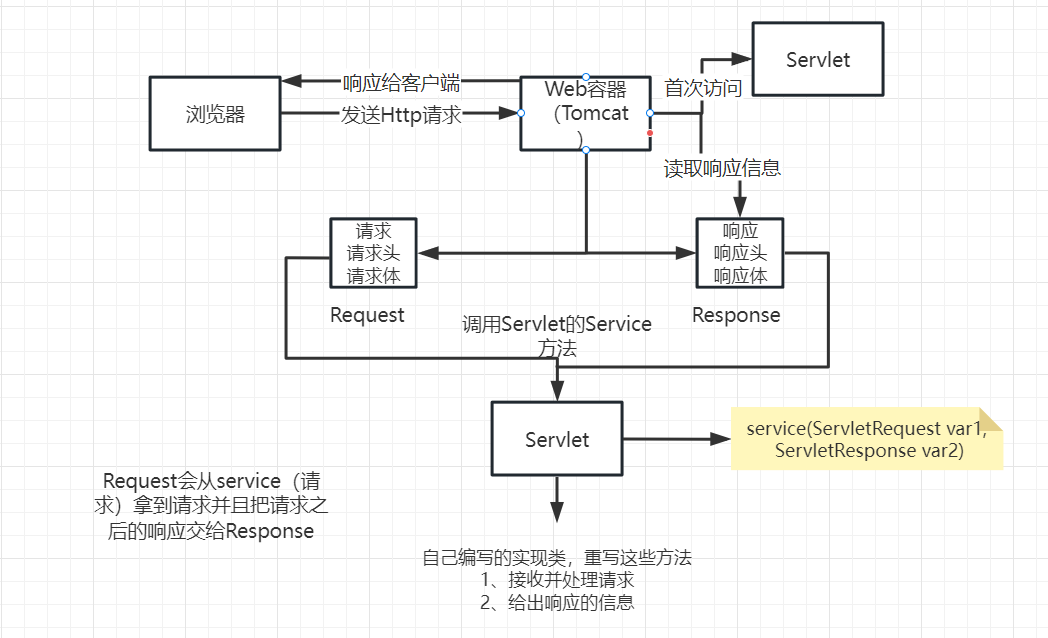 Servlet
响应给客户端
首次访问
浏览器
发送Http请求
Web容器
（Tomcat
）
读取响应信息
请求
请求头
请求体
响应
响应头
响应体
Request
Response
调用Servlet的Service
方法
Servlet
service(ServletRequest var1,
ServletResponse var2)
Request会从service（请
求）拿到请求并且把请求之
后的响应交给Response
自己编写的实现类，重写这些方法
1、接收并处理请求
2、给出响应的信息